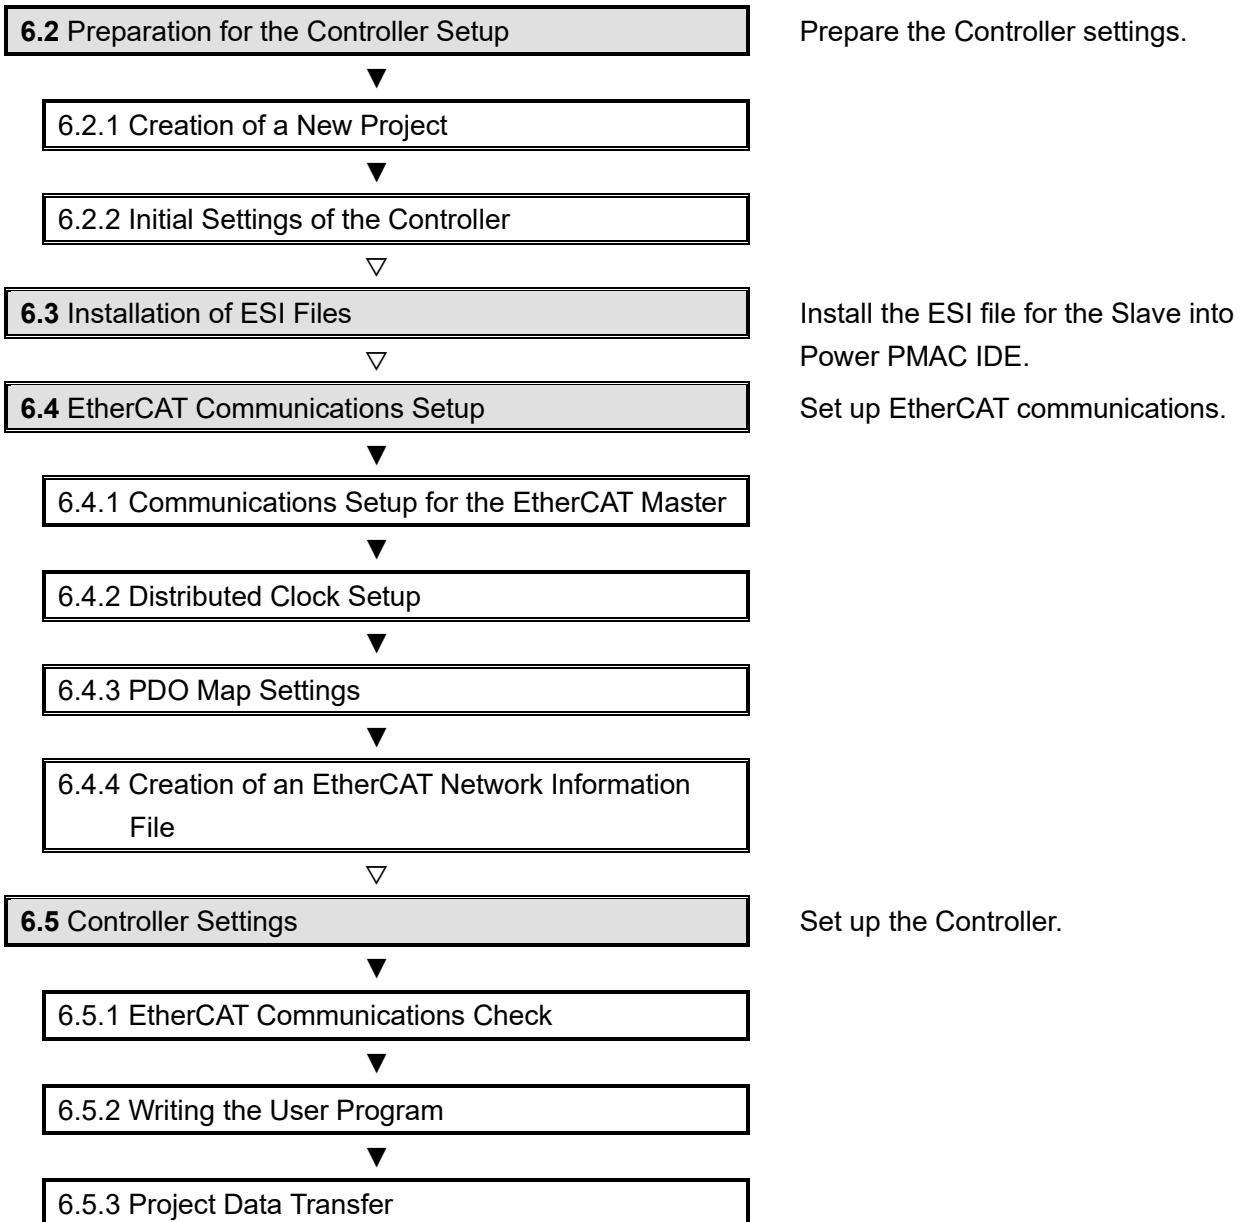 6.2 Preparation for the Controller Setup
Prepare the Controller settings.
▼
6.2.1 Creation of a New Project
▼
6.2.2 Initial Settings of the Controller
▽
6.3 Installation of ESI Files
Install the ESI file for the Slave into
Power PMAC IDE.
▽
6.4 EtherCAT Communications Setup
Set up EtherCAT communications.
▼
6.4.1 Communications Setup for the EtherCAT Master
▼
6.4.2 Distributed Clock Setup
▼
6.4.3 PDO Map Settings
▼
6.4.4 Creation of an EtherCAT Network Information
File
▽
6.5 Controller Settings
Set up the Controller.
▼
6.5.1 EtherCAT Communications Check
▼
6.5.2 Writing the User Program
▼
6.5.3 Project Data Transfer